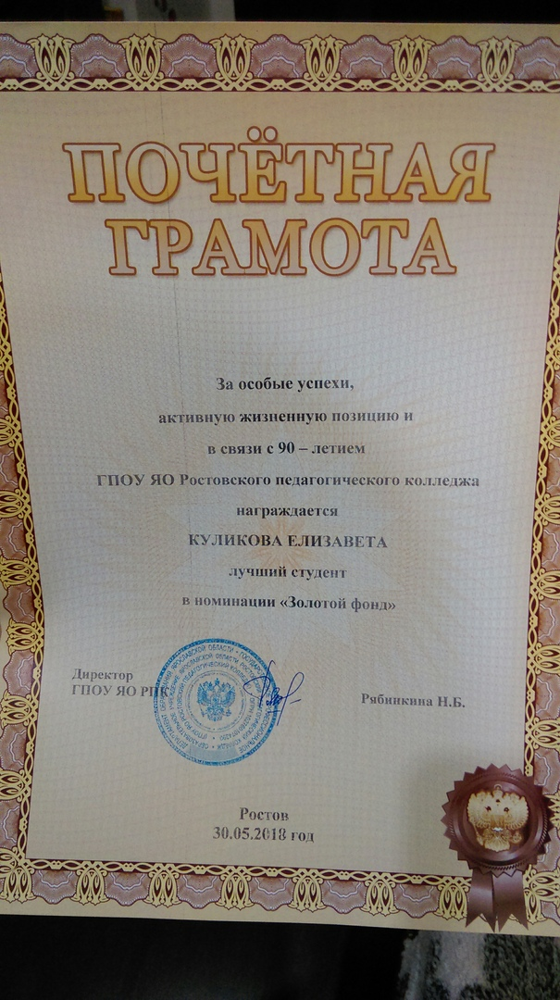 ПОЧЁТНАЯ
ГРАМОТА
За особые успехи,
активную жизненную позицию и
в связи с 90 – летием
ГПОУ ЯО Ростовского педагогического колледжа
награждается
КУЛИКОВА ЕЛИЗАВЕТА
лучший студент
в номинации «Золотой фонд»
Директор
ГПОУ ЯО РПК
Рябинкина Н.Б.
Ростов
30.05.2018 год